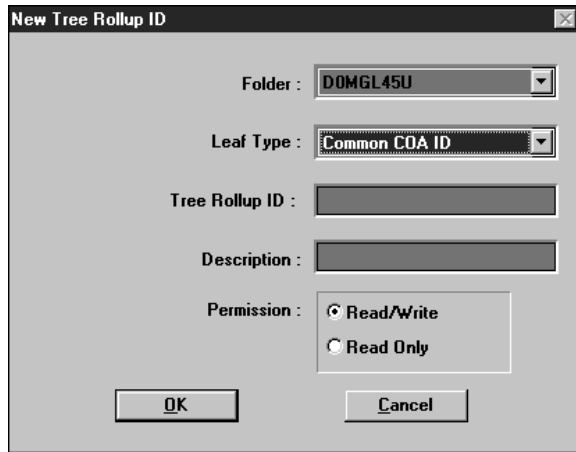 New Tree Rollup ID
Folder : D0MGL45U
Leaf Type : Common COA ID
Tree Rollup ID :
Description :
Permission : Read/Write
Read Only
OK Cancel